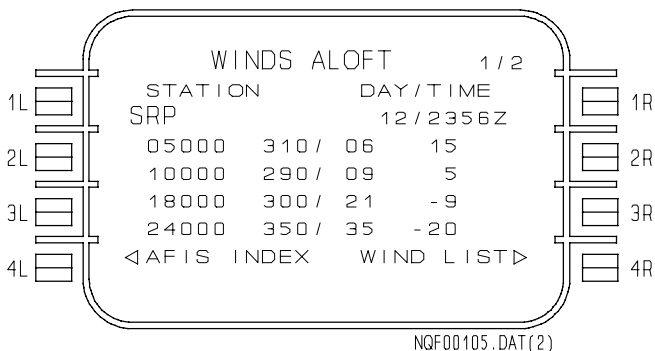 WINDS ALOFT 1/2
STATION DAY/TIME
1L SRP 12/2356Z 1R
05000 310/ 06 15
2L 10000 290/ 09 5 2R
18000 300/ 21 -9
3L 24000 350/ 35 -20 3R
4L ◁AFIS INDEX WIND LIST▷ 4R
NQF00105.DAT(2)